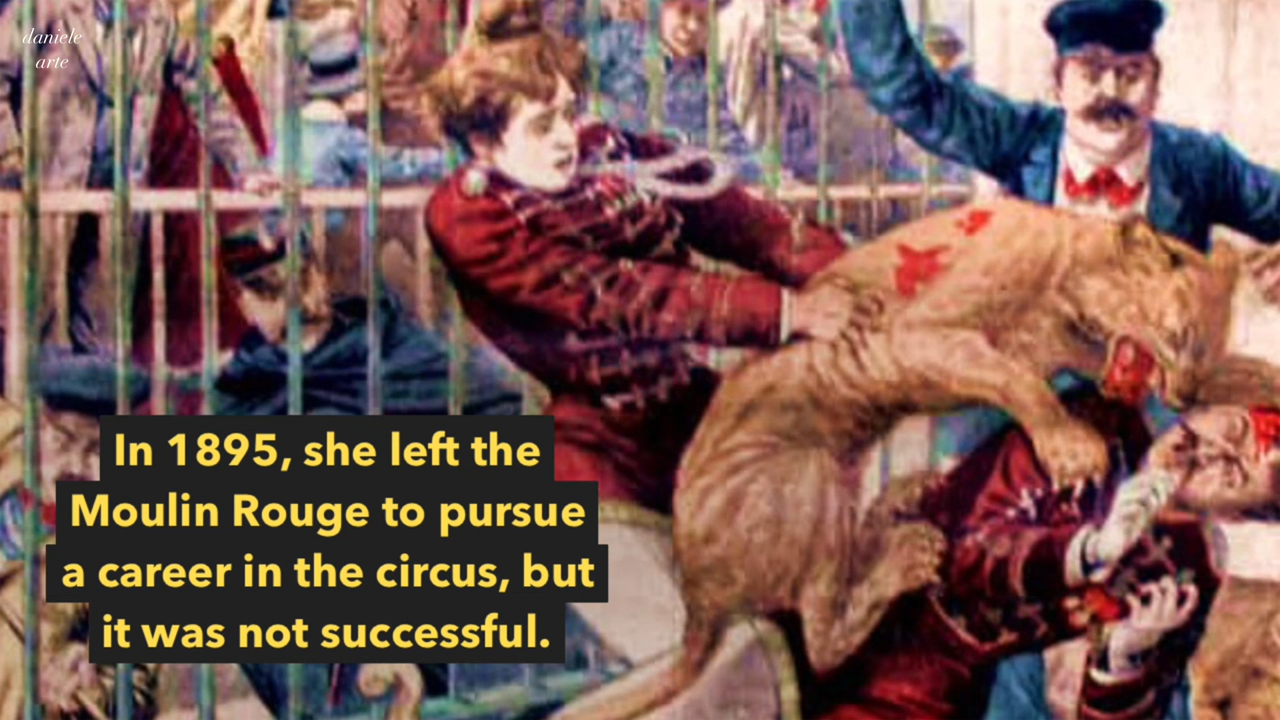 daniele
arte
In 1895, she left the
Moulin Rouge to pursue
a career in the circus, but
it was not successful.